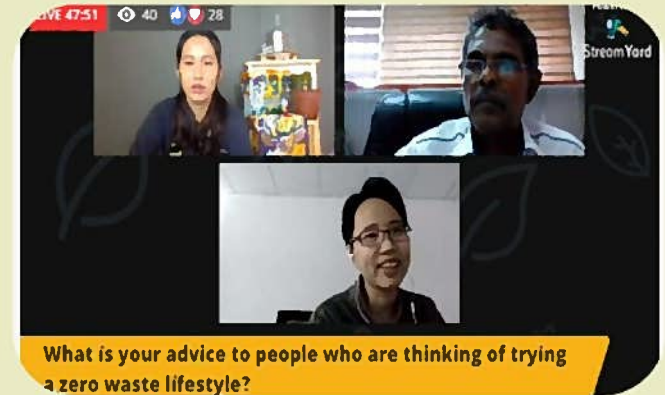 LIVE 47:51 40 28
StreamYard
What is your advice to people who are thinking of trying
a zero waste lifestyle?